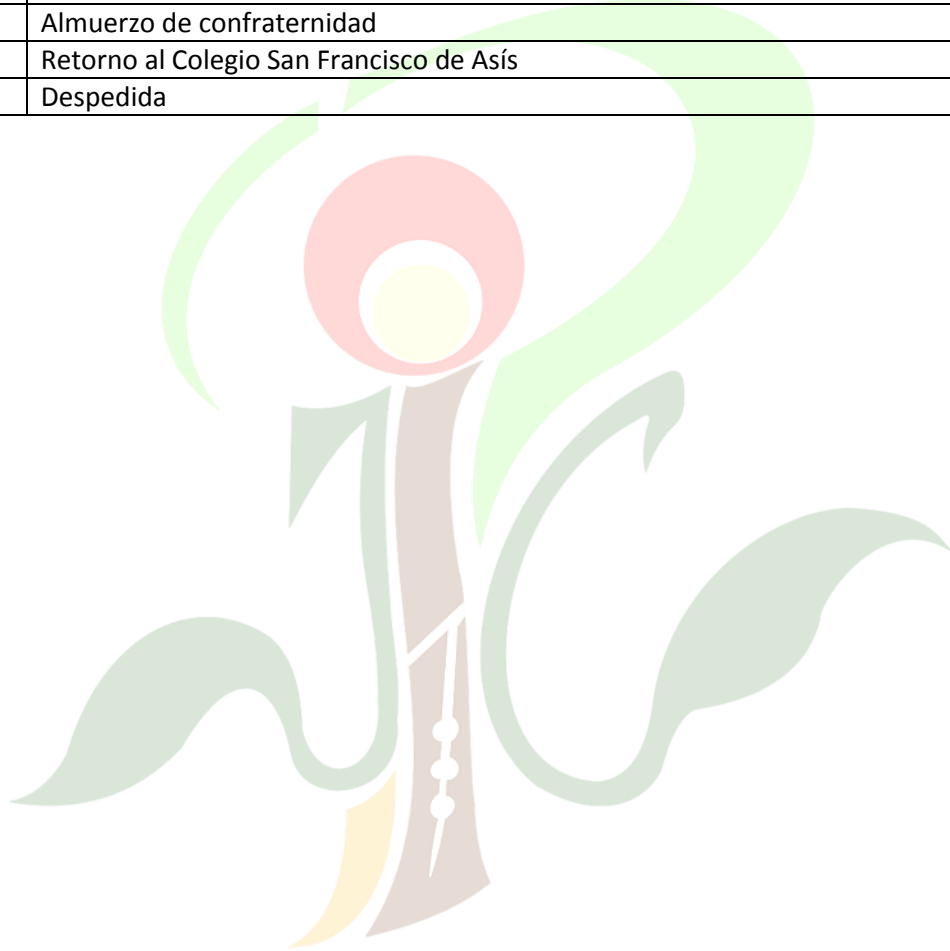 Almuerzo de confraternidad
Retorno al Colegio San Francisco de Asís
Despedida